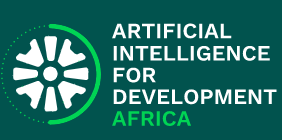 ARTIFICIAL
INTELLIGENCE
FOR
DEVELOPMENT
AFRICA